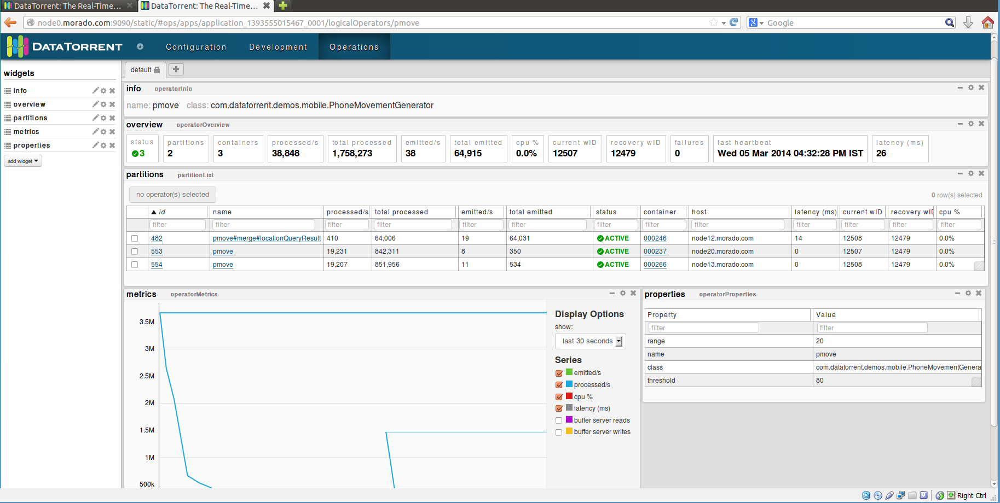 DataTorrent: The Real-Time...
DataTorrent: The Real-Time...
node0.morado.com:9090/static/#ops/apps/application_1393555015467_0001/logicalOperators/pmove
Google
DATATORRENT
Configuration
Development
Operations
widgets
info
overview
partitions
metrics
properties
add widget
default
info operatorInfo
name: pmove class: com.datatorrent.demos.mobile.PhoneMovementGenerator
overview operatorOverview
status partitions containers processed/s total processed emitted/s total emitted cpu % current wID recovery wID failures last heartbeat latency (ms)
3 2 3 38,848 1,758,273 38 64,915 0.0% 12507 12479 0 Wed 05 Mar 2014 04:32:28 PM IST 26
partitions partitionList
no operator(s) selected
0 row(s) selected
id name processed/s total processed emitted/s total emitted status container host latency (ms) current wID recovery wID cpu %
filter filter filter filter filter filter filter filter filter filter filter filter filter
482 pmove#merge#locationQueryResult 410 64,006 19 64,031 ACTIVE 000246 node12.morado.com 14 12508 12479 0.0%
553 pmove 19,231 842,311 8 350 ACTIVE 000237 node20.morado.com 0 12507 12479 0.0%
554 pmove 19,207 851,956 11 534 ACTIVE 000266 node13.morado.com 0 12508 12479 0.0%
metrics operatorMetrics
3.5M
3M
2.5M
2M
1.5M
1M
500k
Display Options
show:
last 30 seconds
Series
emitted/s
processed/s
cpu %
latency (ms)
buffer server reads
buffer server writes
properties operatorProperties
Property Value
filter filter
range 20
name pmove
class com.datatorrent.demos.mobile.PhoneMovementGenera
threshold 80
Right Ctrl